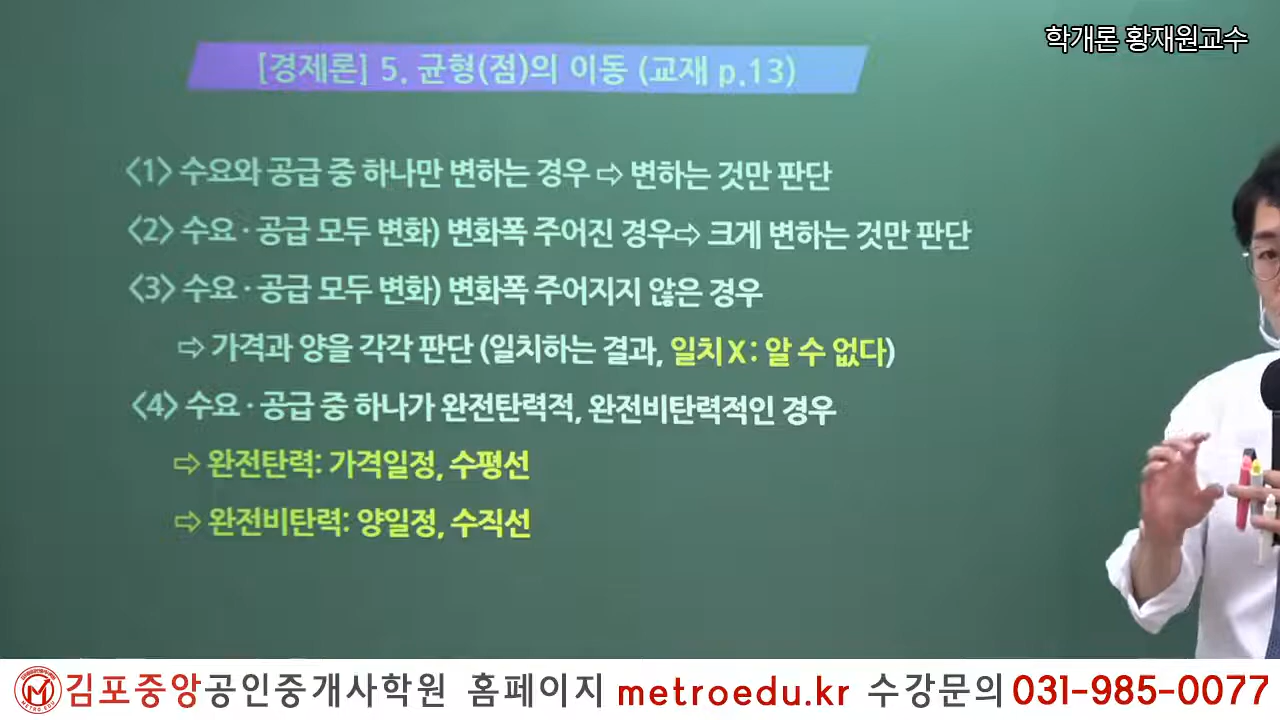 학개론 황재원교수
[경제론] 5. 균형(점)의 이동 (교재 p.13)
<1> 수요와 공급 중 하나만 변하는 경우 ⇨ 변하는 것만 판단
<2> 수요·공급 모두 변화) 변화폭 주어진 경우⇨ 크게 변하는 것만 판단
<3> 수요·공급 모두 변화) 변화폭 주어지지 않은 경우
⇨ 가격과 양을 각각 판단 (일치하는 결과, 일치X : 알 수 없다)
<4> 수요·공급 중 하나가 완전탄력적, 완전비탄력적인 경우
⇨ 완전탄력: 가격일정, 수평선
⇨ 완전비탄력: 양일정, 수직선
METRO EDU 김포중앙공인중개사학원 홈페이지 metroedu.kr 수강문의 031-985-0077